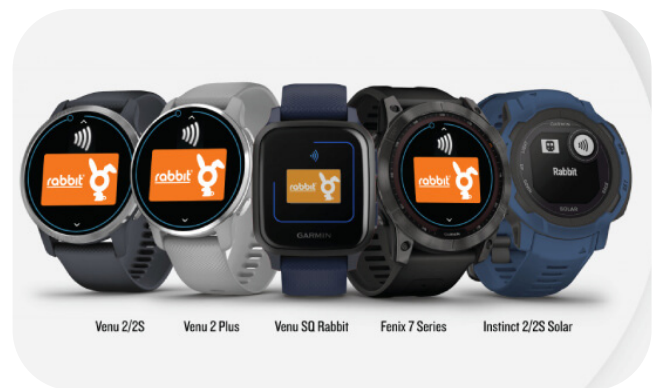 rabbit
rabbit
rabbit
GARMIN
rabbit
Rabbit
SOLAR
Venu 2/2S
Venu 2 Plus
Venu SQ Rabbit
Fenix 7 Series
Instinct 2/2S Solar